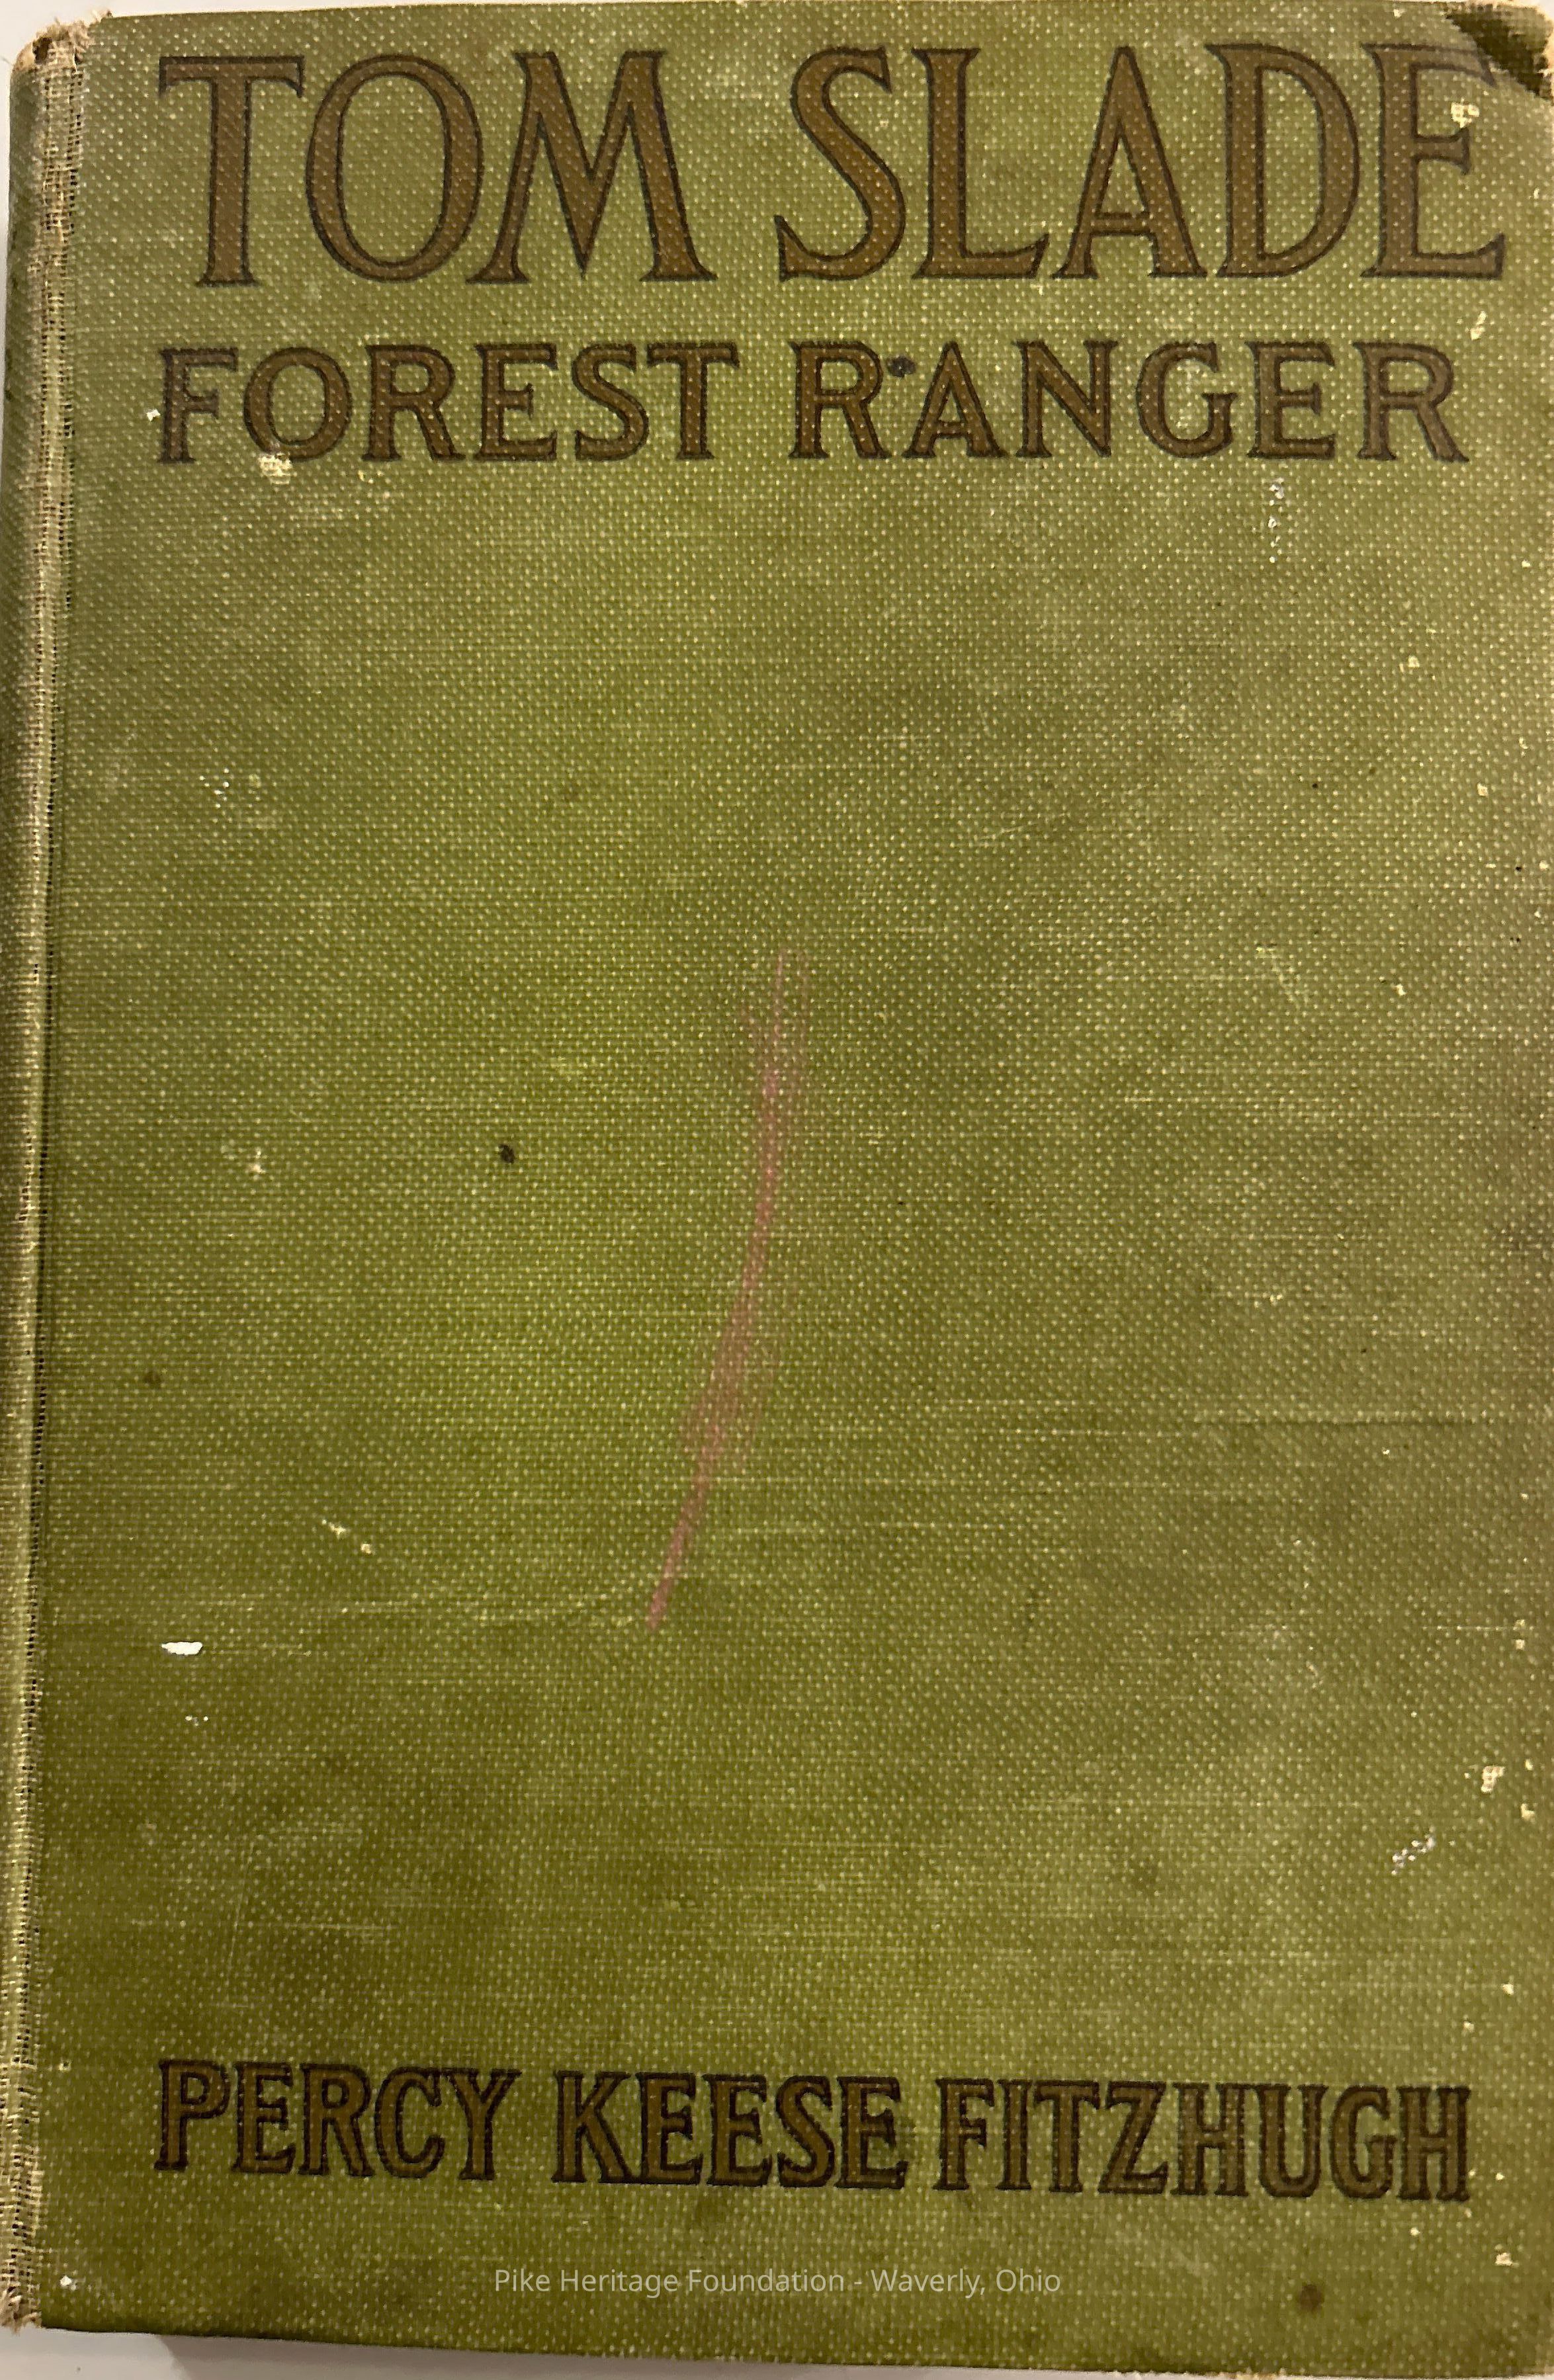 TOM SLADE
FOREST RANGER
PERCY KEESE FITZHUGH
Pike Heritage Foundation - Waverly, Ohio